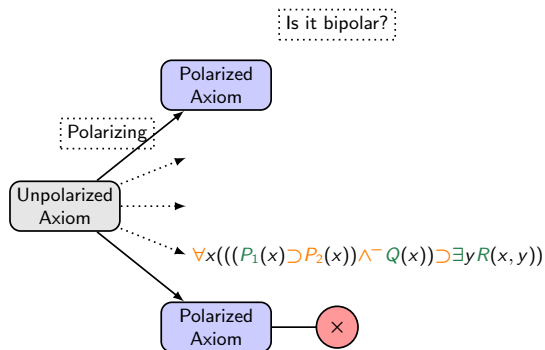 Is it bipolar?
Polarized
Axiom
Polarizing
Unpolarized
Axiom
∀x(((P₁(x)⊃P₂(x))∧⁻Q(x))⊃∃yR(x, y))
Polarized
Axiom
×